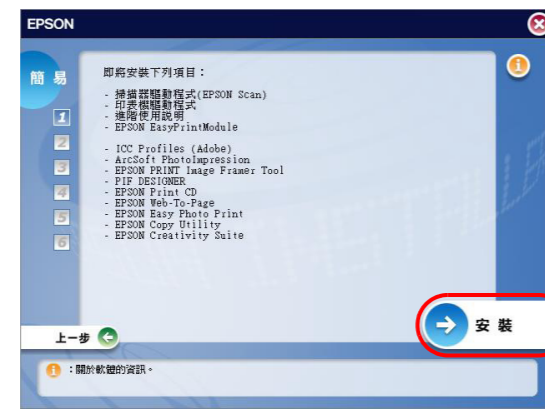 EPSON
簡易
即將安裝下列項目：
- 掃描器驅動程式(EPSON Scan)
- 印表機驅動程式
- 進階使用說明
- EPSON EasyPrintModule
- ICC Profiles (Adobe)
- ArcSoft PhotoImpression
- EPSON PRINT Image Framer Tool
- PIF DESIGNER
- EPSON Print CD
- EPSON Web-To-Page
- EPSON Easy Photo Print
- EPSON Copy Utility
- EPSON Creativity Suite
1
2
3
4
5
6
上一步
安裝
：關於軟體的資訊。